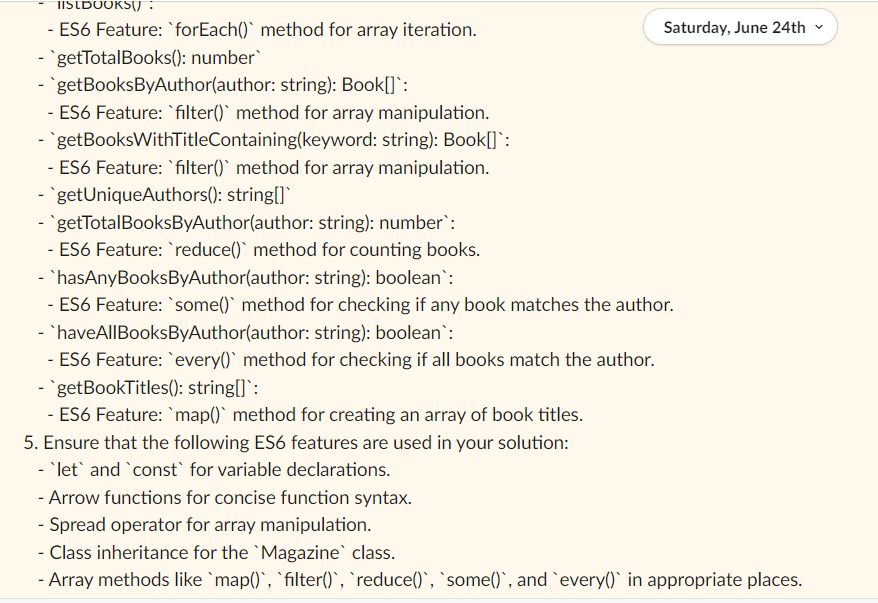 - `listBooks()`:
Saturday, June 24th
- ES6 Feature: `forEach()` method for array iteration.
- `getTotalBooks(): number`
- `getBooksByAuthor(author: string): Book[]`:
- ES6 Feature: `filter()` method for array manipulation.
- `getBooksWithTitleContaining(keyword: string): Book[]`:
- ES6 Feature: `filter()` method for array manipulation.
- `getUniqueAuthors(): string[]`
- `getTotalBooksByAuthor(author: string): number`:
- ES6 Feature: `reduce()` method for counting books.
- `hasAnyBooksByAuthor(author: string): boolean`:
- ES6 Feature: `some()` method for checking if any book matches the author.
- `haveAllBooksByAuthor(author: string): boolean`:
- ES6 Feature: `every()` method for checking if all books match the author.
- `getBookTitles(): string[]`:
- ES6 Feature: `map()` method for creating an array of book titles.
5. Ensure that the following ES6 features are used in your solution:
- `let` and `const` for variable declarations.
- Arrow functions for concise function syntax.
- Spread operator for array manipulation.
- Class inheritance for the `Magazine` class.
- Array methods like `map()`, `filter()`, `reduce()`, `some()`, and `every()` in appropriate places.